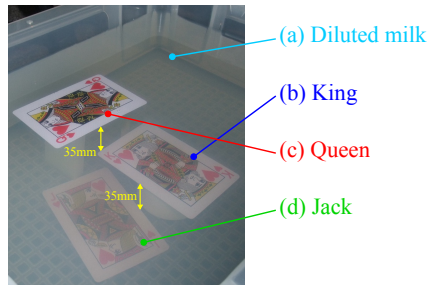 (a) Diluted milk
(b) King
35mm
(c) Queen
35mm
(d) Jack
Q
K